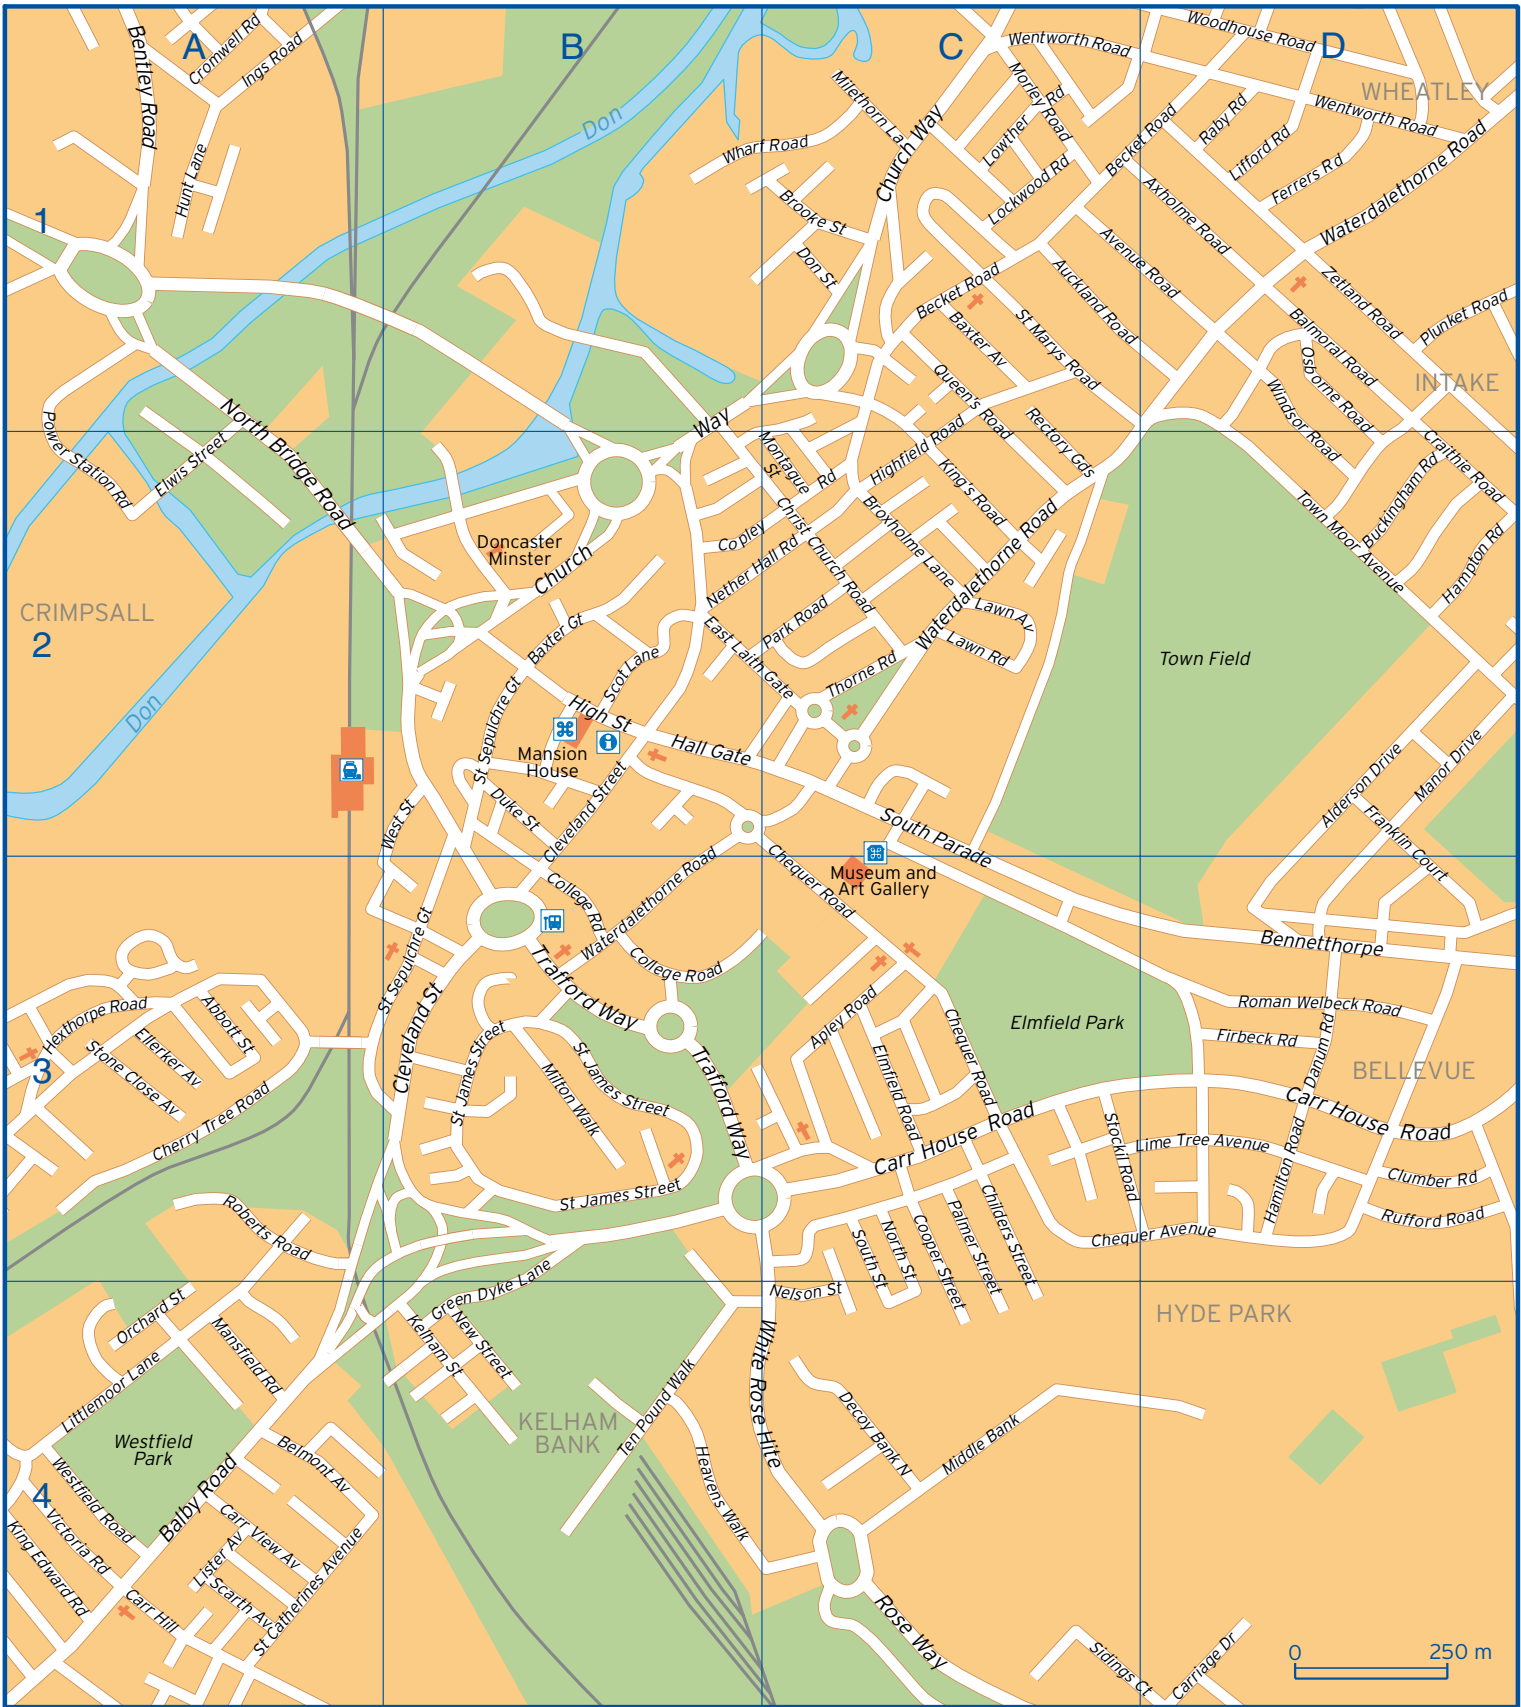 A
B
C
D
1
2
3
4
Bentley Road
Cromwell Rd
Ings Road
Hunt Lane
Don
Wharf Road
Milethorn La
Church Way
Brooke St
Don St
Wentworth Road
Morley Road
Lowther Rd
Lockwood Rd
Becket Road
Woodhouse Road
WHEATLEY
Wentworth Road
Raby Rd
Lifford Rd
Ferrers Rd
Waterdalethorne Road
Axholme Road
Avenue Road
Auckland Road
Becket Road
St Marys Road
Baxter Av
Queen's Road
Rectory Gds
Zetland Road
Plunket Road
Balmoral Road
Osborne Road
Windsor Road
INTAKE
Craithie Road
Buckingham Rd
Hampton Rd
Town Moor Avenue
Power Station Rd
Elwis Street
North Bridge Road
Way
Montague
St
Rd
Copley
Highfield Road
King's Road
Broxholme Lane
Christ Church Road
Nether Hall Rd
Park Road
Waterdalethorne Road
Lawn Av
Lawn Rd
Thorne Rd
East Laith Gate
Doncaster
Minster
Church
CRIMPSALL
Don
Baxter Gt
Scot Lane
St Sepulchre Gt
High St
Mansion
House
Hall Gate
Town Field
Duke St
Cleveland Street
West St
South Parade
Alderson Drive
Manor Drive
Franklin Court
Museum and
Art Gallery
Chequer Road
College Rd
Waterdalethorne Road
College Road
St Sepulchre Gt
Trafford Way
Cleveland St
Bennetthorpe
Roman Welbeck Road
Firbeck Rd
Danum Rd
BELLEVUE
Elmfield Park
Hexthorpe Road
Abbott St
Ellerker Av
Stone Close Av
Cherry Tree Road
St James Street
St James Street
Milton Walk
Trafford Way
St James Street
Apley Road
Elmfield Road
Chequer Road
Carr House Road
Carr House Road
Stockil Road
Lime Tree Avenue
Hamilton Road
Clumber Rd
Rufford Road
Chequer Avenue
Childers Street
Palmer Street
Cooper Street
North St
South St
Nelson St
Roberts Road
Green Dyke Lane
New Street
Kelham St
Orchard St
Mansfield Rd
Littlemoor Lane
Westfield
Park
Westfield Road
Victoria Rd
King Edward Rd
Balby Road
Belmont Av
Carr View Av
Lister Av
Scarth Av
Carr Hill
St Catherines Avenue
KELHAM
BANK
Ten Pound Walk
Heavens Walk
White Rose Hite
Decoy Bank N
Middle Bank
HYDE PARK
Rose Way
Sidings Ct
Carriage Dr
0 250 m